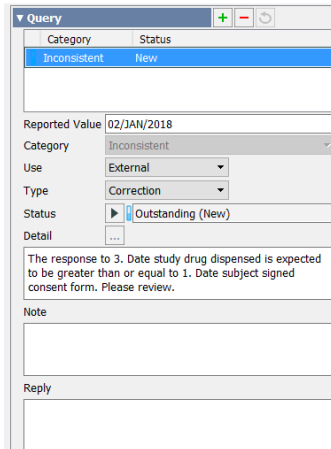 Query
Category Status
Inconsistent New
Reported Value 02/JAN/2018
Category Inconsistent
Use External
Type Correction
Status Outstanding (New)
Detail ...
The response to 3. Date study drug dispensed is expected
to be greater than or equal to 1. Date subject signed
consent form. Please review.
Note
Reply